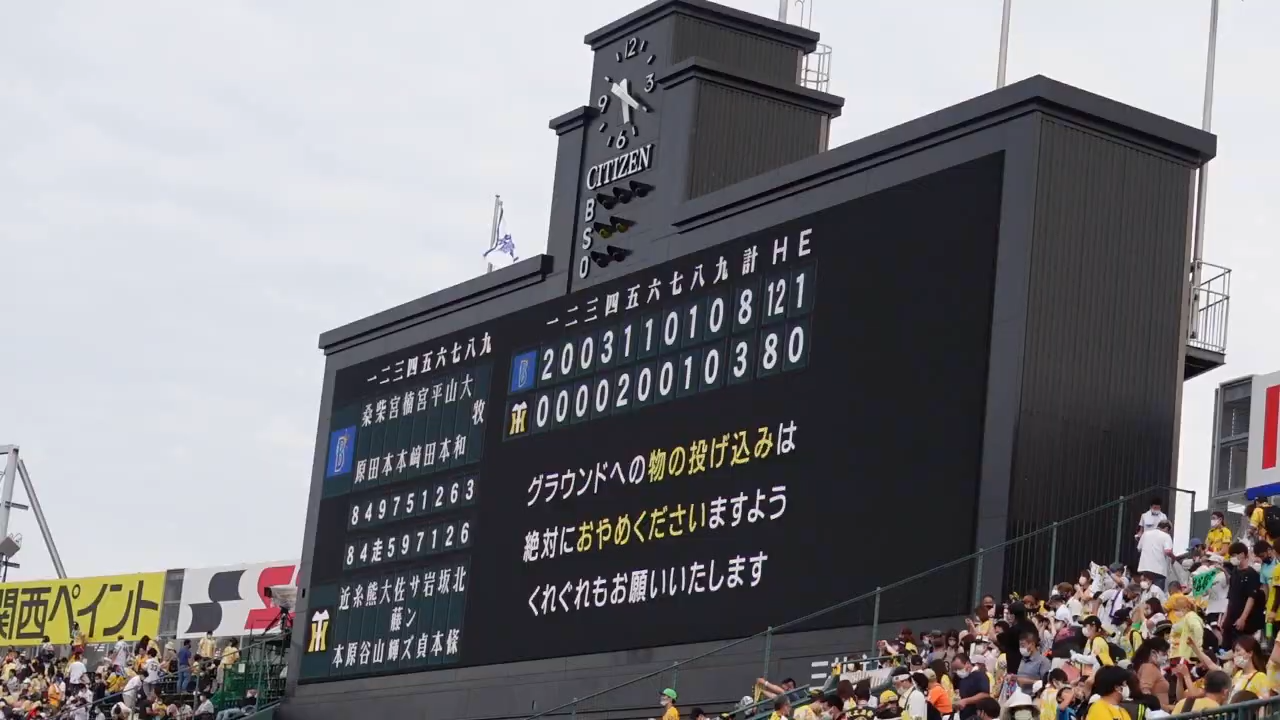 12
3
9
6
CITIZEN
B
S
O
一二三四五六七八九計HE
2003110108121
000020010380
一二三四五六七八九
桑柴宮楠宮平山大牧
原田本本﨑田本和
849751263
84走597126
近糸熊大佐サ岩坂北
藤ン
本原谷山輝ズ貞本條
グラウンドへの物の投げ込みは
絶対におやめくださいますよう
くれぐれもお願いいたします
関西ペイント